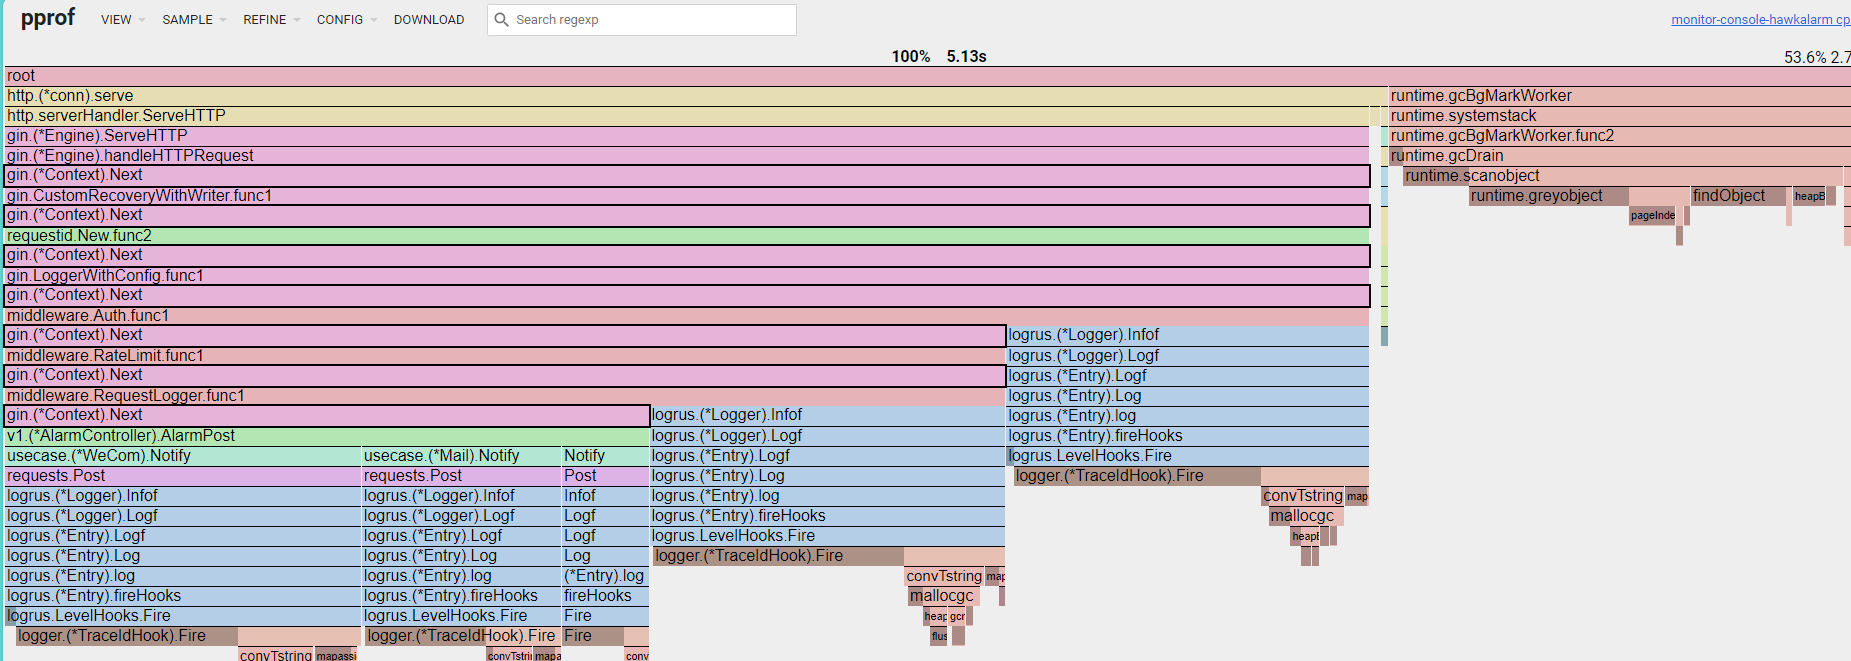 pprof VIEW SAMPLE REFINE CONFIG DOWNLOAD Search regexp monitor-console-hawkalarm cp
100% 5.13s 53.6% 2.7
root
http.(*conn).serve runtime.gcBgMarkWorker
http.serverHandler.ServeHTTP runtime.systemstack
gin.(*Engine).ServeHTTP runtime.gcBgMarkWorker.func2
gin.(*Engine).handleHTTPRequest runtime.gcDrain
gin.(*Context).Next runtime.scanobject
gin.CustomRecoveryWithWriter.func1 runtime.greyobject findObject heapB
gin.(*Context).Next pageInde
requestid.New.func2
gin.(*Context).Next
gin.LoggerWithConfig.func1
gin.(*Context).Next
middleware.Auth.func1
gin.(*Context).Next logrus.(*Logger).Infof
middleware.RateLimit.func1 logrus.(*Logger).Logf
gin.(*Context).Next logrus.(*Entry).Logf
middleware.RequestLogger.func1 logrus.(*Entry).Log
gin.(*Context).Next logrus.(*Logger).Infof logrus.(*Entry).log
v1.(*AlarmController).AlarmPost logrus.(*Logger).Logf logrus.(*Entry).fireHooks
usecase.(*WeCom).Notify usecase.(*Mail).Notify Notify logrus.(*Entry).Logf logrus.LevelHooks.Fire
requests.Post requests.Post Post logrus.(*Entry).Log logger.(*TraceIdHook).Fire
logrus.(*Logger).Infof logrus.(*Logger).Infof Infof logrus.(*Entry).log convTstring map
logrus.(*Logger).Logf logrus.(*Logger).Logf Logf logrus.(*Entry).fireHooks mallocgc
logrus.(*Entry).Logf logrus.(*Entry).Logf Logf logrus.LevelHooks.Fire heapB
logrus.(*Entry).Log logrus.(*Entry).Log Log logger.(*TraceIdHook).Fire
logrus.(*Entry).log logrus.(*Entry).log (*Entry).log convTstring map
logrus.(*Entry).fireHooks logrus.(*Entry).fireHooks fireHooks mallocgc
logrus.LevelHooks.Fire logrus.LevelHooks.Fire Fire heap gcr
logger.(*TraceIdHook).Fire logger.(*TraceIdHook).Fire Fire flus
convTstring mapassi convTstri mapa conv